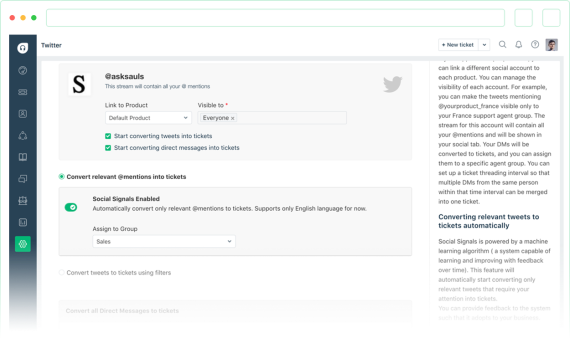 Twitter
+ New ticket
S
@asksauls
This stream will contain all your @ mentions
Link to Product
Visible to *
Default Product
Everyone ×
Start converting tweets into tickets
Start converting direct messages into tickets
Convert relevant @mentions into tickets
Social Signals Enabled
Automatically convert only relevant @mentions to tickets. Supports only English language for now.
Assign to Group
Sales
Convert tweets to tickets using filters
Convert all Direct Messages to tickets
can link a different social account to
each product. You can manage the
visibility of each account. For example,
you can make the tweets mentioning
@yourproduct_france visible only to
your France support agent group. The
stream for this account will contain all
your @mentions and will be shown in
your social tab. Your DMs will be
converted to tickets, and you can assign
them to a specific agent group. You can
set up a ticket threading interval so that
multiple DMs from the same person
within that time interval can be merged
into one ticket.
Converting relevant tweets to
tickets automatically
Social Signals is powered by a machine
learning algorithm ( a system capable of
learning and improving with feedback
over time). This feature will
automatically start converting only
relevant tweets that require your
attention into tickets.
You can provide feedback to the system